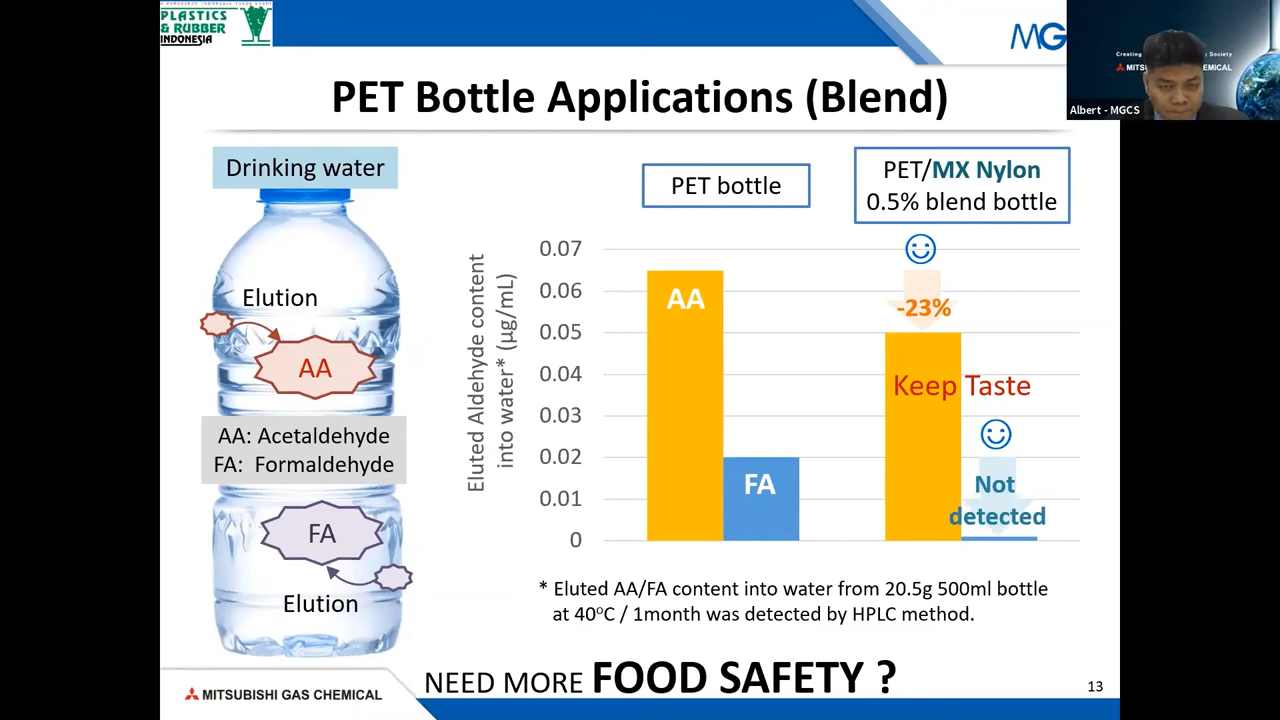 PLASTICS
& RUBBER
INDONESIA
MG
Albert - MGCS
PET Bottle Applications (Blend)
Drinking water
Elution
AA
AA: Acetaldehyde
FA: Formaldehyde
FA
Elution
PET bottle
PET/MX Nylon
0.5% blend bottle
Eluted Aldehyde content
into water* (µg/mL)
0.07
0.06
0.05
0.04
0.03
0.02
0.01
0
AA
FA
-23%
Keep Taste
Not
detected
* Eluted AA/FA content into water from 20.5g 500ml bottle
at 40°C / 1month was detected by HPLC method.
NEED MORE FOOD SAFETY ?
MITSUBISHI GAS CHEMICAL
13